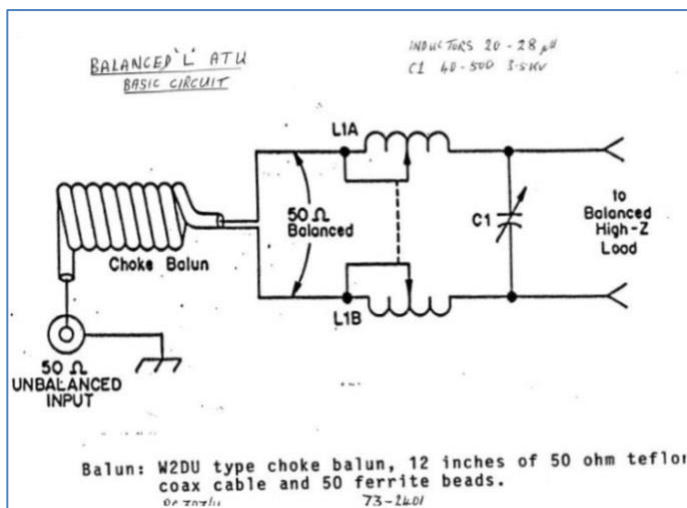 BALANCED 'L' ATU
BASIC CIRCUIT
INDUCTORS 20 - 28 µH
C1 40-500 3.5KV
L1A
50 Ω
Balanced
C1
to
Balanced
High-Z
Load
Choke Balun
L1B
50 Ω
UNBALANCED
INPUT
Balun: W2DU type choke balun, 12 inches of 50 ohm teflon
coax cable and 50 ferrite beads.
73-2401